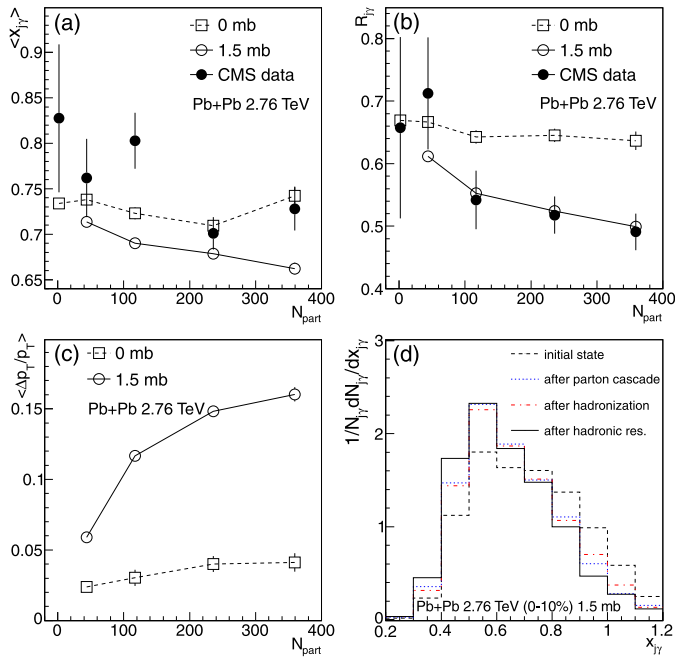 (a)
0 mb
1.5 mb
CMS data
Pb+Pb 2.76 TeV
<x_jγ>
0.95
0.9
0.85
0.8
0.75
0.7
0.65
0 100 200 300 400
N_part
(b)
0 mb
1.5 mb
CMS data
Pb+Pb 2.76 TeV
R_jγ
0.8
0.7
0.6
0.5
0.4
0 100 200 300 400
N_part
(c)
0 mb
1.5 mb
Pb+Pb 2.76 TeV
<Δp_T/p_T>
0.15
0.1
0.05
0
0 100 200 300 400
N_part
(d)
initial state
after parton cascade
after hadronization
after hadronic res.
1/N_jγ dN_jγ/dx_jγ
3
2
1
0
Pb+Pb 2.76 TeV (0-10%) 1.5 mb
0.2 0.4 0.6 0.8 1.0 1.2
x_jγ